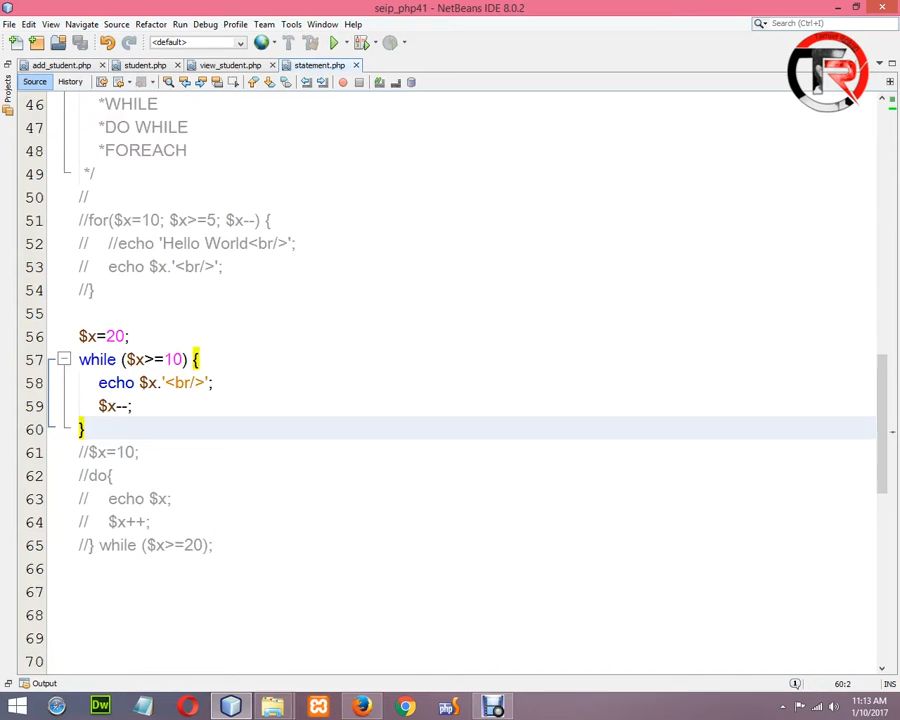 seip_php41 - NetBeans IDE 8.0.2
File Edit View Navigate Source Refactor Run Debug Profile Team Tools Window Help
Search (Ctrl+I)
<default>
add_student.php student.php view_student.php statement.php
Projects
Source History
46 *WHILE
47 *DO WHILE
48 *FOREACH
49 */
50 //
51 //for($x=10; $x>=5; $x--) {
52 // //echo 'Hello World<br/>';
53 // echo $x.'<br/>';
54 //}
55
56 $x=20;
57 while ($x>=10) {
58 echo $x.'<br/>';
59 $x--;
60 }
61 //$x=10;
62 //do{
63 // echo $x;
64 // $x++;
65 //} while ($x>=20);
66
67
68
69
70
Output
60:2 INS
Dw
php
11:13 AM
1/10/2017